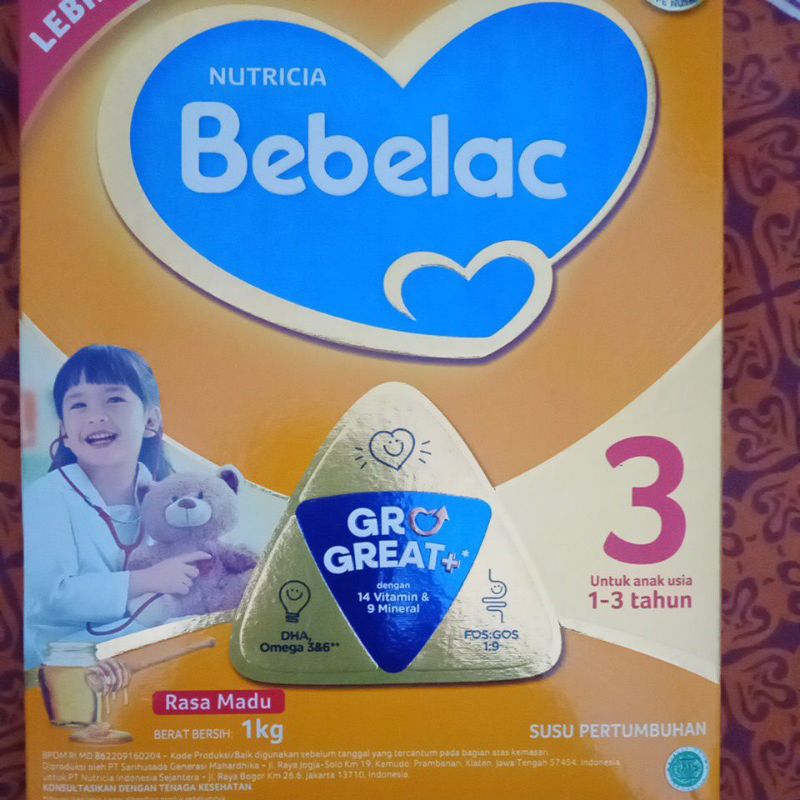 NUTRICIA
Bebelac
GRO
GREAT+*
dengan
14 Vitamin &
9 Mineral
DHA,
Omega 3&6**
FOS:GOS
1:9
3
Untuk anak usia
1-3 tahun
Rasa Madu
BERAT BERSIH: 1kg
SUSU PERTUMBUHAN
BPOM RI MD 862209160204 - Kode Produksi/Baik digunakan sebelum tanggal yang tercantum pada bagian atas kemasan.
Diproduksi oleh PT Sarihusada Generasi Mahardhika - Jl. Raya Jogja-Solo Km 19, Kemudo, Prambanan, Klaten, Jawa Tengah 57454, Indonesia,
untuk PT Nutricia Indonesia Sejahtera - Jl. Raya Bogor Km 26.6, Jakarta 13710, Indonesia.
KONSULTASIKAN DENGAN TENAGA KESEHATAN